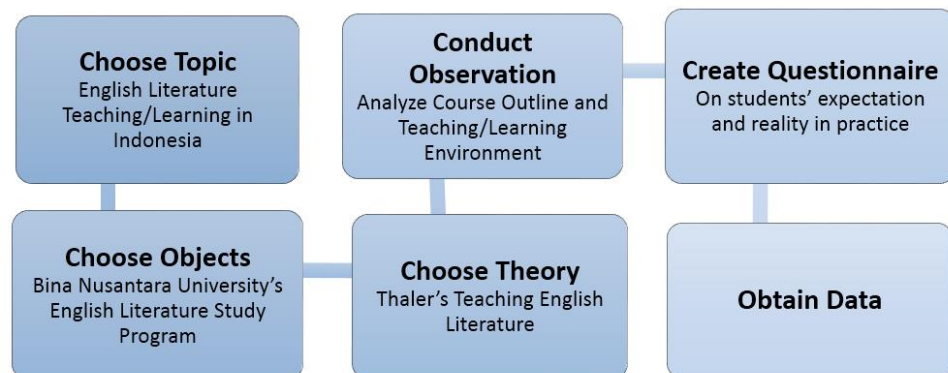 Choose Topic
English Literature
Teaching/Learning in
Indonesia
Choose Objects
Bina Nusantara University’s
English Literature Study
Program
Choose Theory
Thaler’s Teaching English
Literature
Conduct
Observation
Analyze Course Outline and
Teaching/Learning
Environment
Create Questionnaire
On students’ expectation
and reality in practice
Obtain Data